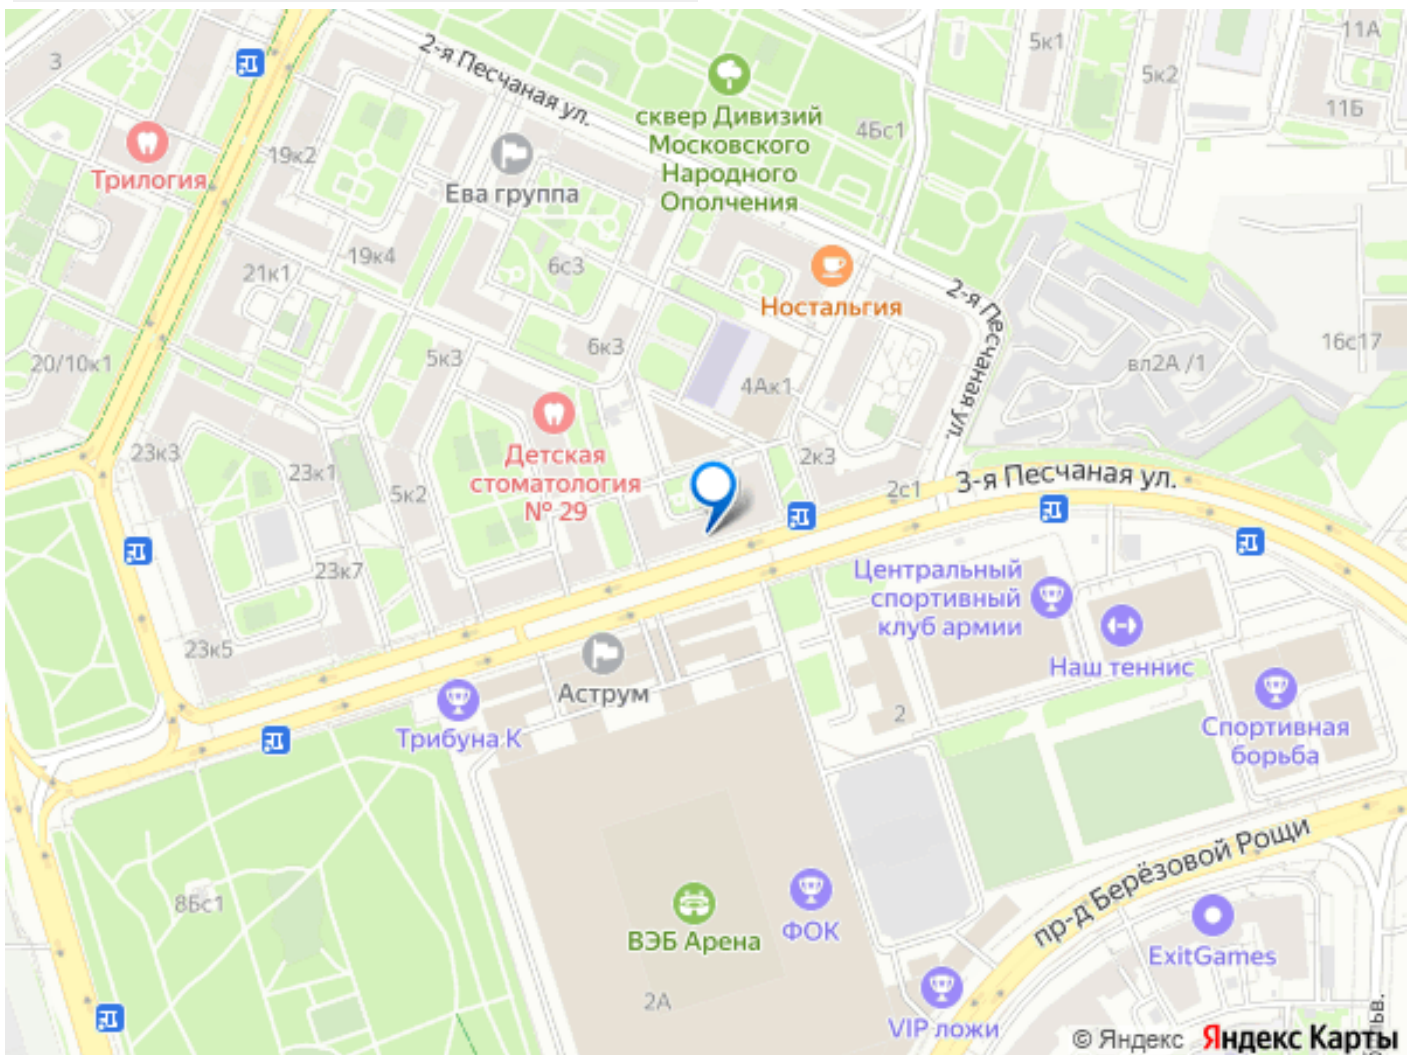 3
5к1
11А
5к2
2-я Песчаная ул.
11Б
сквер Дивизий
Московского
Народного
Ополчения
4Бс1
19к2
Трилогия
Ева группа
19к4
6с3
21к1
Ностальгия
2-я Песчаная ул.
16с17
вл2А /1
20/10к1
5к3
6к3
4Ак1
23к3
23к1
5к2
Детская
стоматология
№ 29
2к3
2с1
3-я Песчаная ул.
23к7
Центральный
спортивный
клуб армии
23к5
Наш теннис
Аструм
Трибуна К
2
Спортивная
борьба
пр-д Берёзовой Рощи
8Бс1
ВЭБ Арена
ФОК
ExitGames
2А
VIP ложи
© Яндекс Яндекс Карты